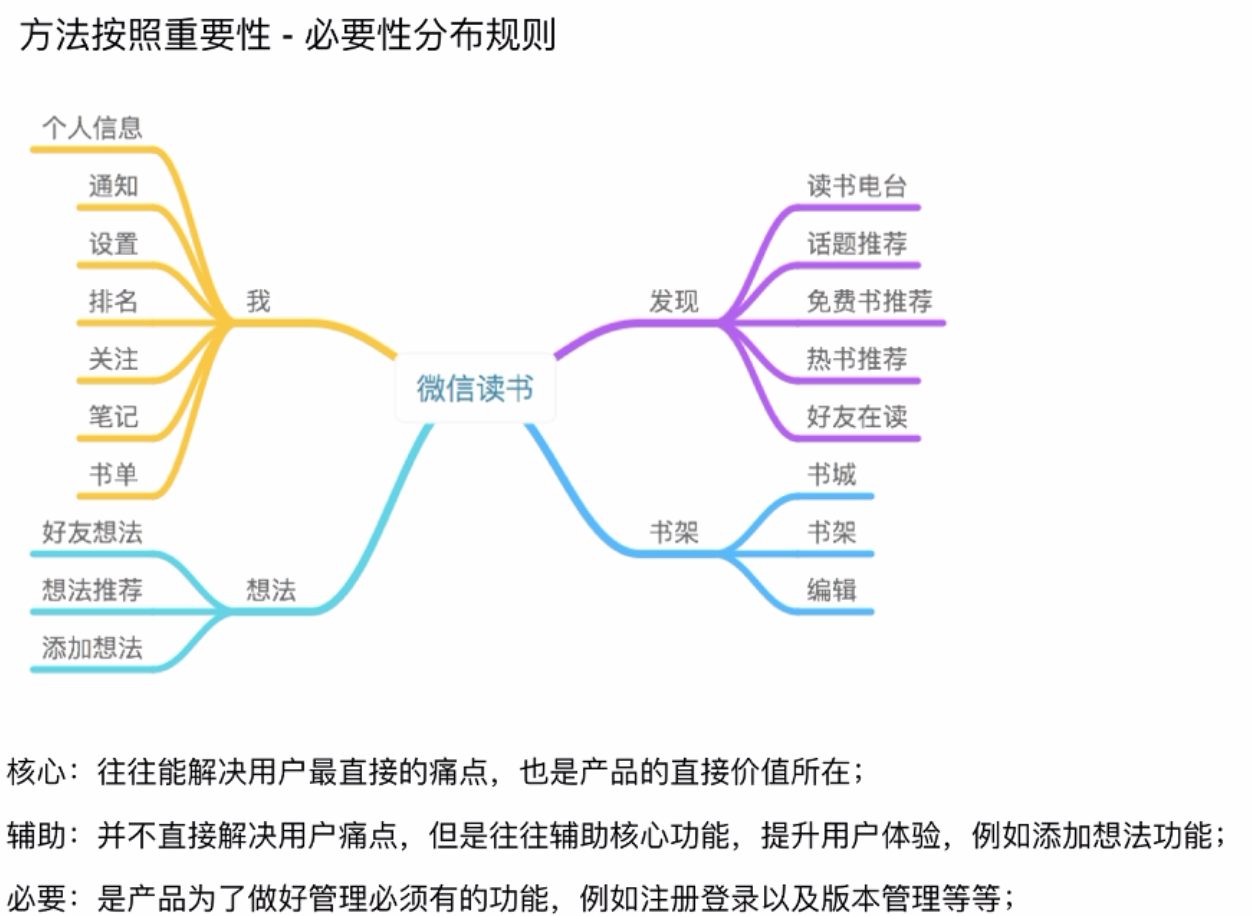 方法按照重要性 - 必要性分布规则
个人信息
通知
设置
排名
关注
笔记
书单
我
好友想法
想法推荐
添加想法
想法
微信读书
发现
读书电台
话题推荐
免费书推荐
热书推荐
好友在读
书架
书城
书架
编辑
核心：往往能解决用户最直接的痛点，也是产品的直接价值所在；
辅助：并不直接解决用户痛点，但是往往辅助核心功能，提升用户体验，例如添加想法功能；
必要：是产品为了做好管理必须有的功能，例如注册登录以及版本管理等等；